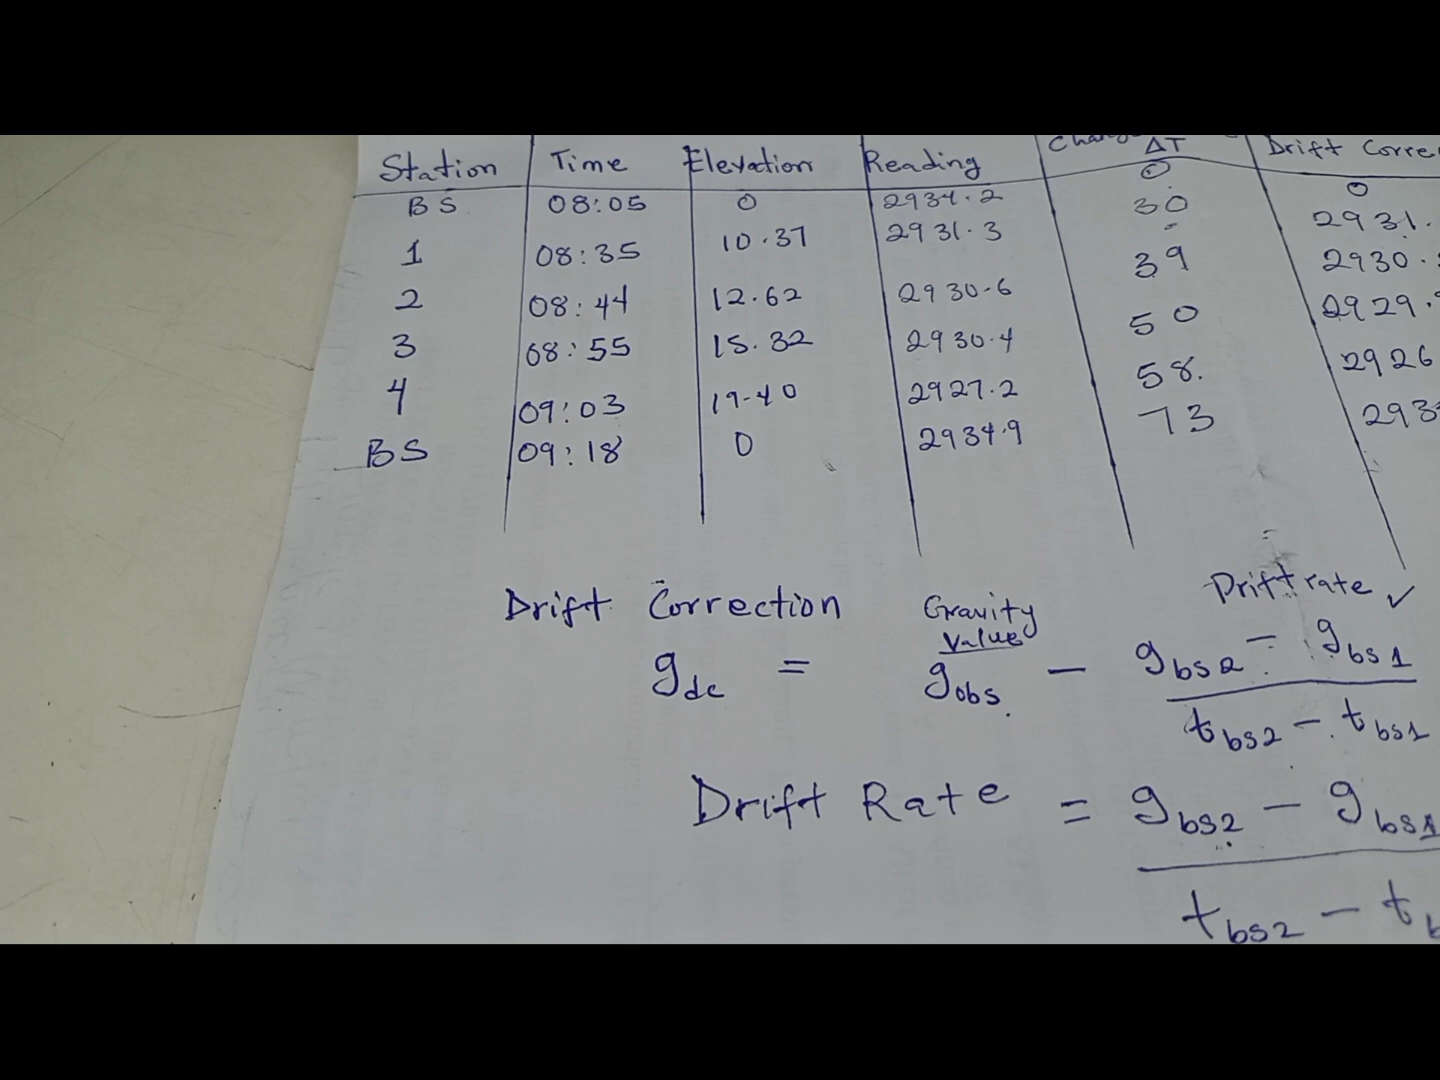 Station Time Elevation Reading Change ΔT Drift Corre
BS 08:05 0 2934.2 0 0
1 08:35 10.37 2931.3 30 2931.
2 08:44 12.62 2930.6 39 2930.
3 08:55 15.32 2930.4 50 2929.
4 09:03 19.40 2927.2 58. 2926
BS 09:18 0 2934.9 73 293
Drift Correction Gravity Value Drift rate ✓
gdc = gobs. - gbs2 - gbs1
tbs2 - tbs1
Drift Rate = gbs2 - gbs1
tbs2 - tb